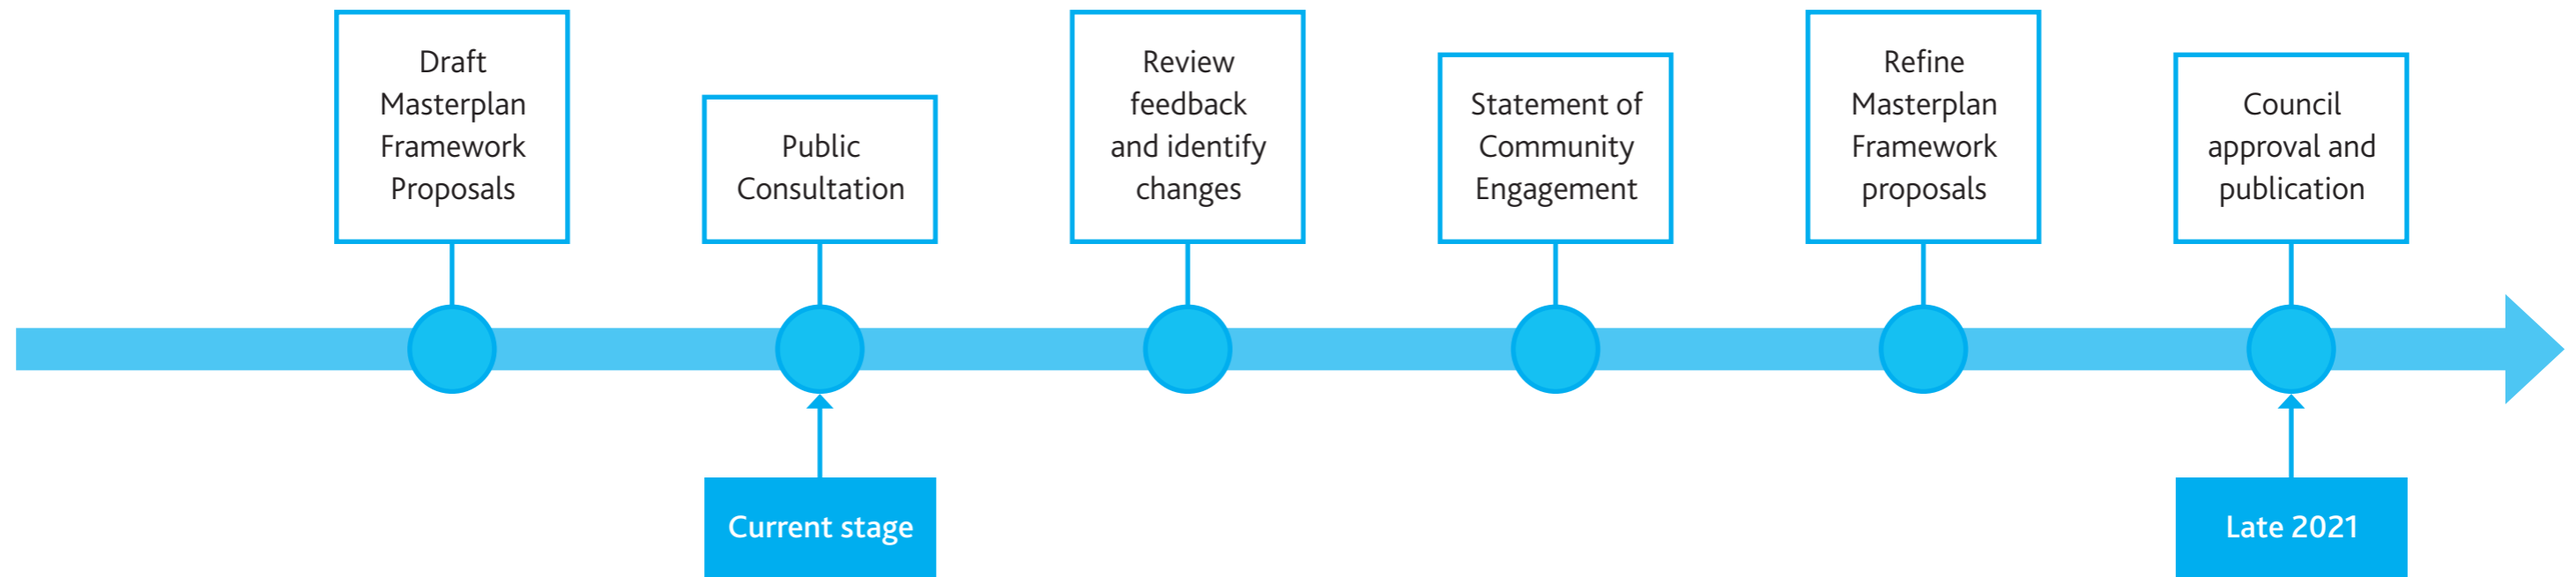 Draft
Masterplan
Framework
Proposals
Public
Consultation
Review
feedback
and identify
changes
Statement of
Community
Engagement
Refine
Masterplan
Framework
proposals
Council
approval and
publication
Current stage
Late 2021